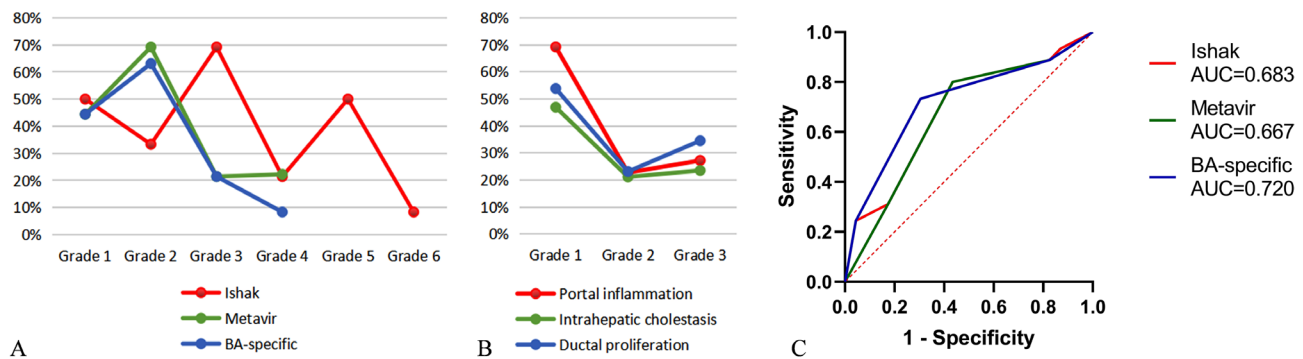 80%
70%
60%
50%
40%
30%
20%
10%
0%
Grade 1 Grade 2 Grade 3 Grade 4 Grade 5 Grade 6
Ishak
Metavir
BA-specific
A
80%
70%
60%
50%
40%
30%
20%
10%
0%
Grade 1 Grade 2 Grade 3
Portal inflammation
Intrahepatic cholestasis
Ductal proliferation
B
Sensitivity
1.0
0.8
0.6
0.4
0.2
0.0
0.0 0.2 0.4 0.6 0.8 1.0
1 - Specificity
Ishak
AUC=0.683
Metavir
AUC=0.667
BA-specific
AUC=0.720
C